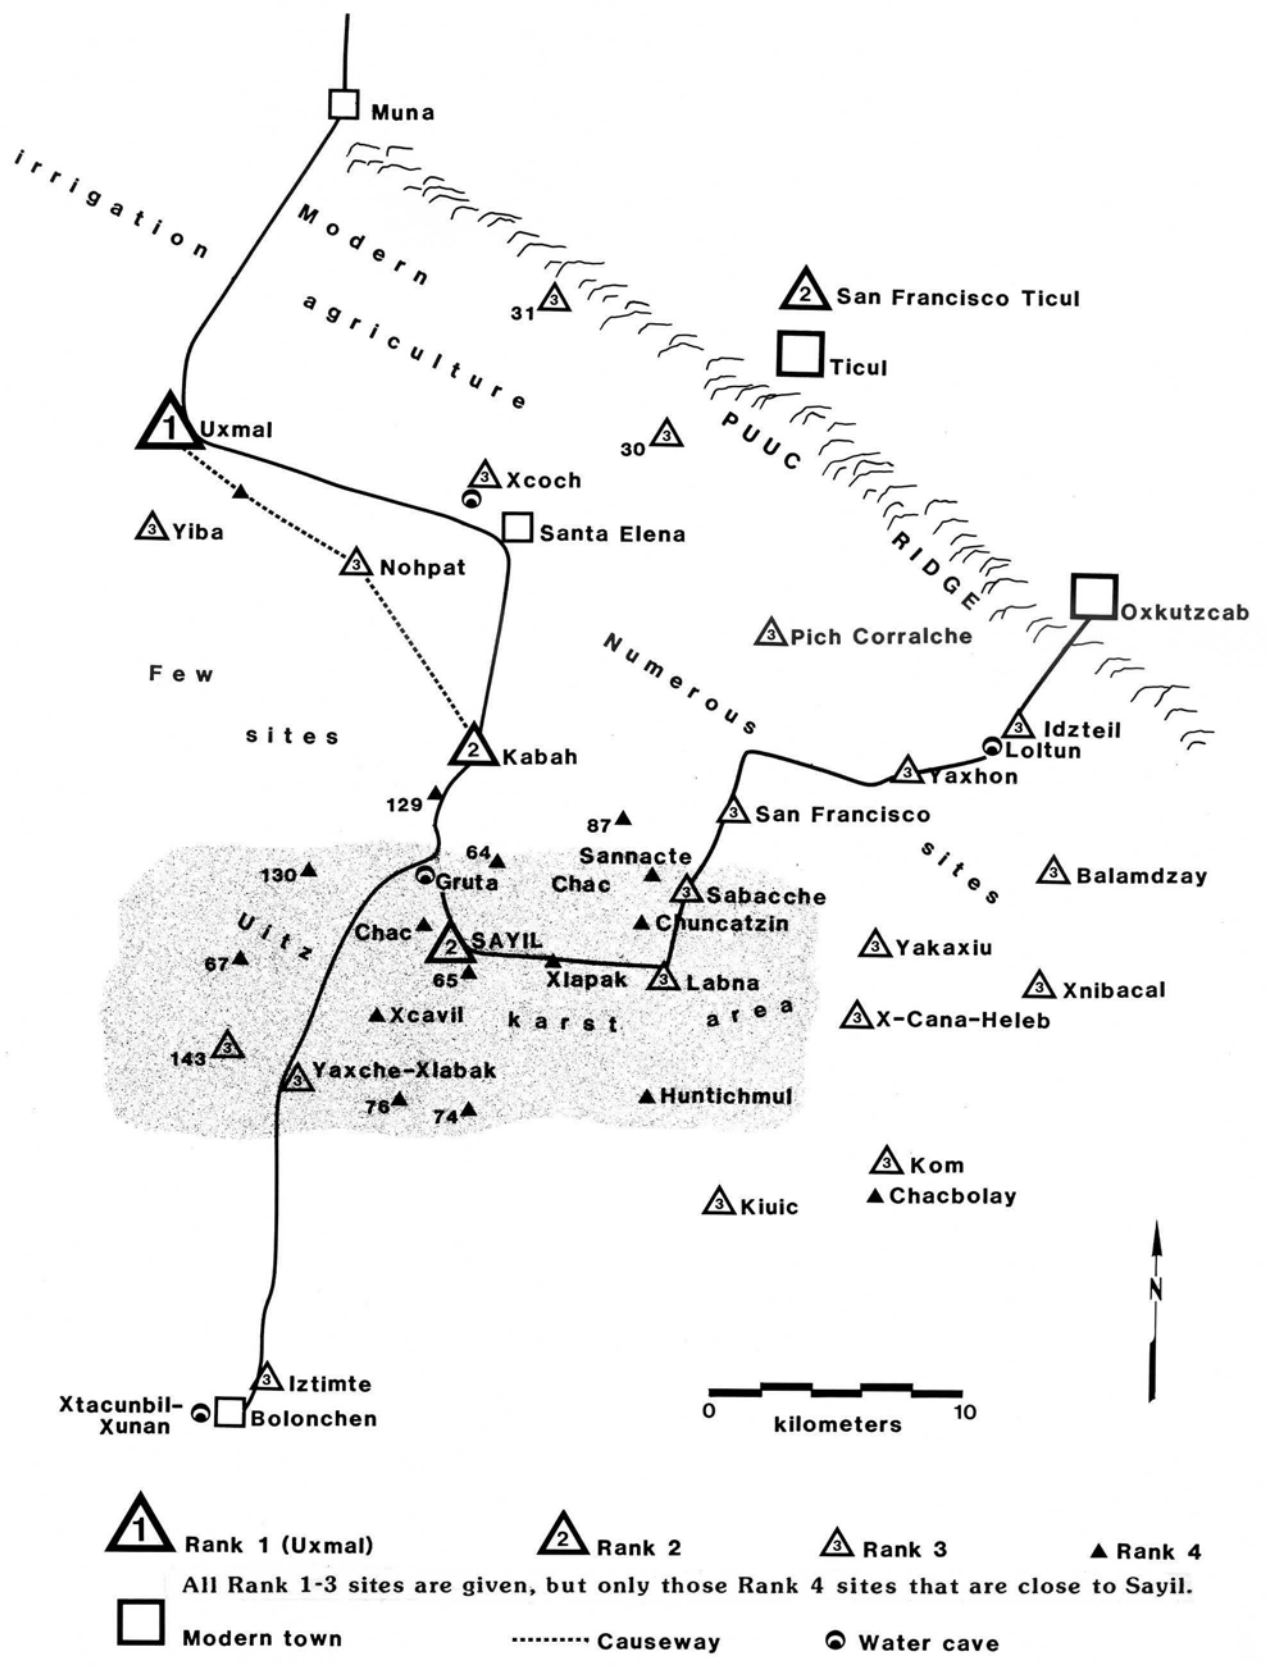 Muna
irrigation
Modern
agriculture
3
31
2
San Francisco Ticul
Ticul
1
Uxmal
3
30
PUUC
RIDGE
3
Xcoch
Santa Elena
3
Yiba
3
Nohpat
Oxkutzcab
3
Pich Corralche
Numerous
sites
Few
sites
2
Kabah
3
Idzteil
Loltun
3
Yaxhon
129
3
San Francisco
87
64
Sannacte
Chac
130
Gruta
3
Sabacche
3
Balamdzay
Uitz
Chac
2
SAYIL
Chuncatzin
3
Yakaxiu
67
65
Xlapak
3
Labna
3
Xnibacal
Xcavil
karst
area
3
X-Cana-Heleb
143
3
3
Yaxche-Xlabak
76
74
Huntichmul
3
Kom
Chacbolay
3
Kiuic
N
3
Iztimte
Xtacunbil-
Xunan
Bolonchen
0
10
kilometers
1
Rank 1 (Uxmal)
2
Rank 2
3
Rank 3
Rank 4
All Rank 1-3 sites are given, but only those Rank 4 sites that are close to Sayil.
Modern town
Causeway
Water cave